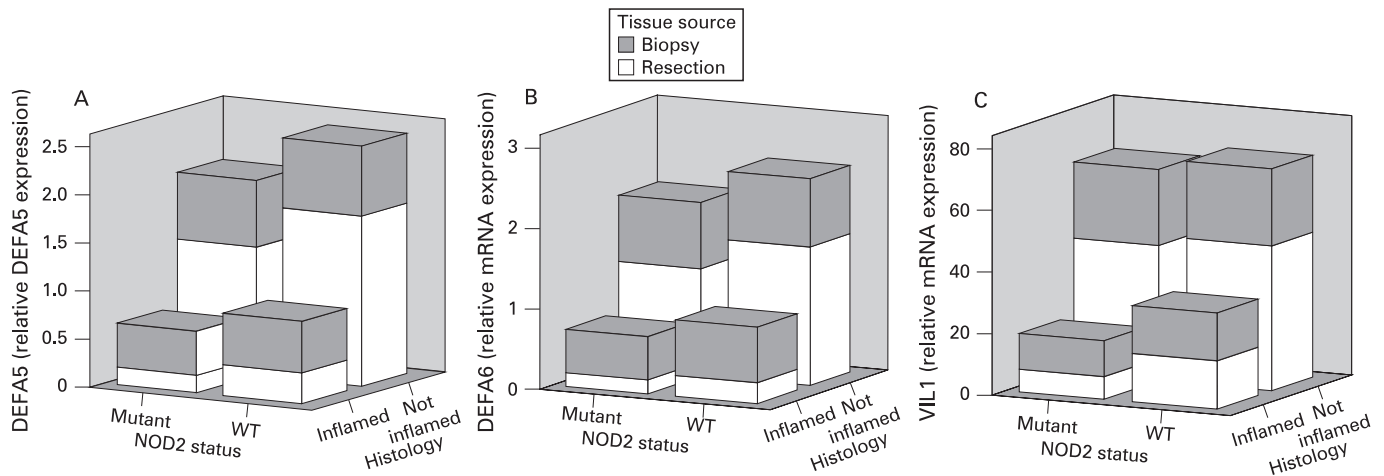 Tissue source
Biopsy
Resection
A
DEFA5 (relative DEFA5 expression)
2.5
2.0
1.5
1.0
0.5
0
Mutant
WT
NOD2 status
Inflamed
Not
inflamed
Histology
B
DEFA6 (relative mRNA expression)
3
2
1
0
Mutant
WT
NOD2 status
Inflamed
Not
inflamed
Histology
C
VIL1 (relative mRNA expression)
80
60
40
20
0
Mutant
WT
NOD2 status
Inflamed
Not
inflamed
Histology